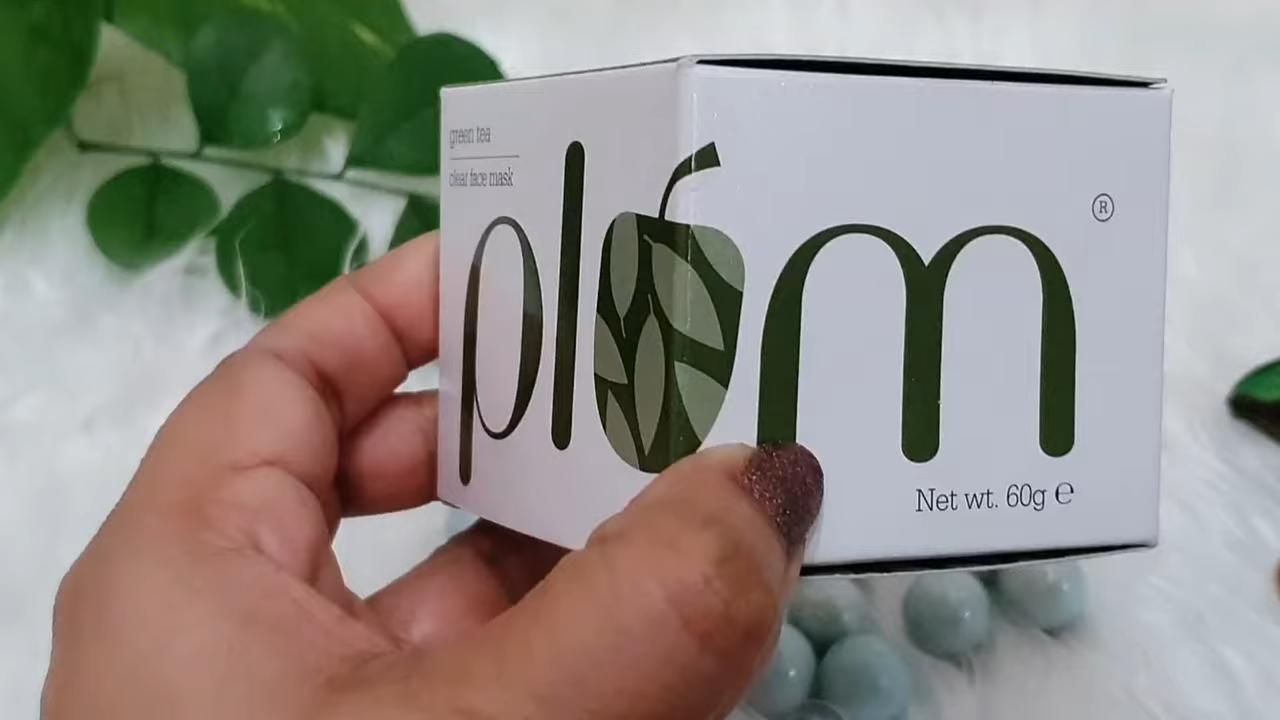 green tea
clear face mask
plum
®
Net wt. 60g ℮